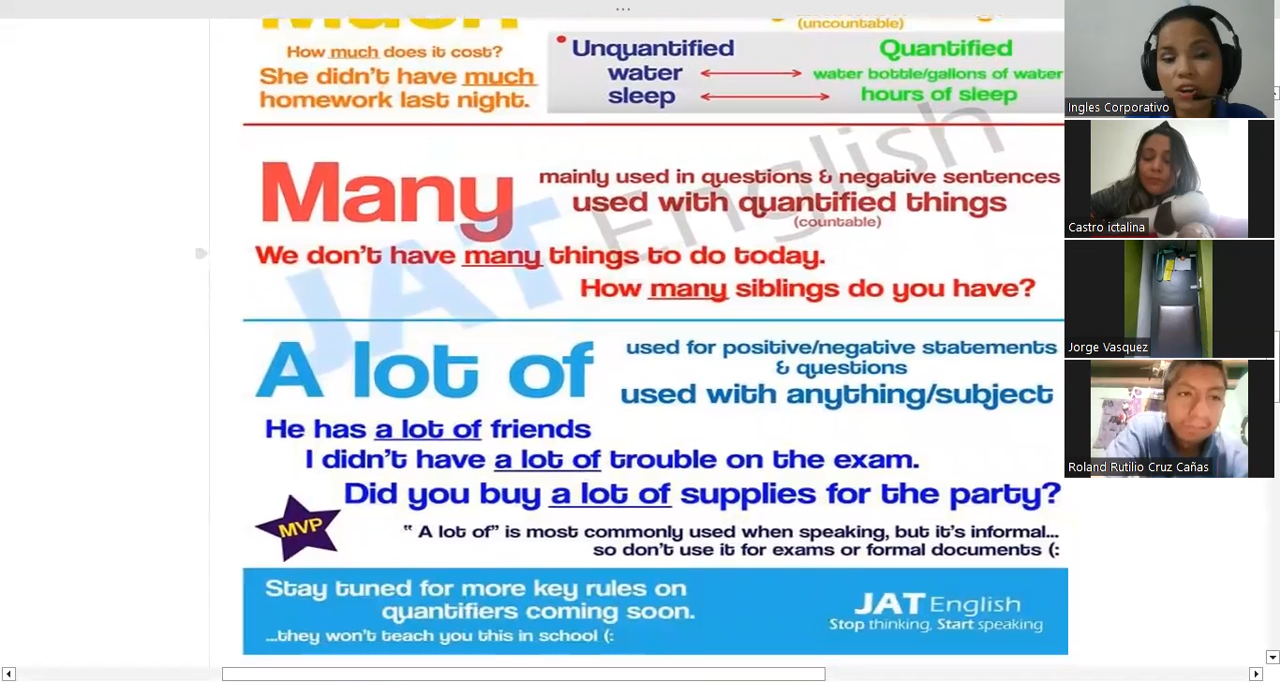 ...
Much
(uncountable)
How much does it cost?
She didn't have much
homework last night.
Unquantified
Quantified
water
water bottle/gallons of water
sleep
hours of sleep
Many
mainly used in questions & negative sentences
used with quantified things
(countable)
We don't have many things to do today.
How many siblings do you have?
A lot of
used for positive/negative statements
& questions
used with anything/subject
He has a lot of friends
I didn't have a lot of trouble on the exam.
Did you buy a lot of supplies for the party?
MVP
“ A lot of” is most commonly used when speaking, but it's informal...
so don't use it for exams or formal documents (:
Stay tuned for more key rules on
quantifiers coming soon.
...they won't teach you this in school (:
JAT English
Stop thinking, Start speaking
JAT English
Ingles Corporativo
Castro ictalina
Jorge Vasquez
Roland Rutilio Cruz Cañas